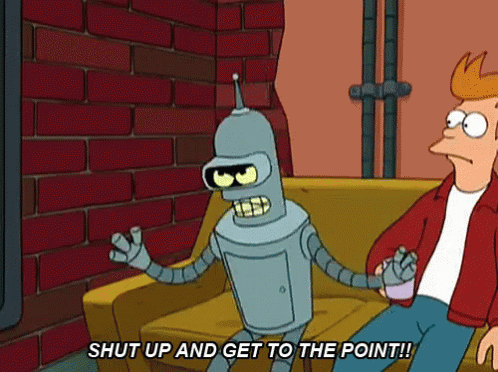 SHUT UP AND GET TO THE POINT!!